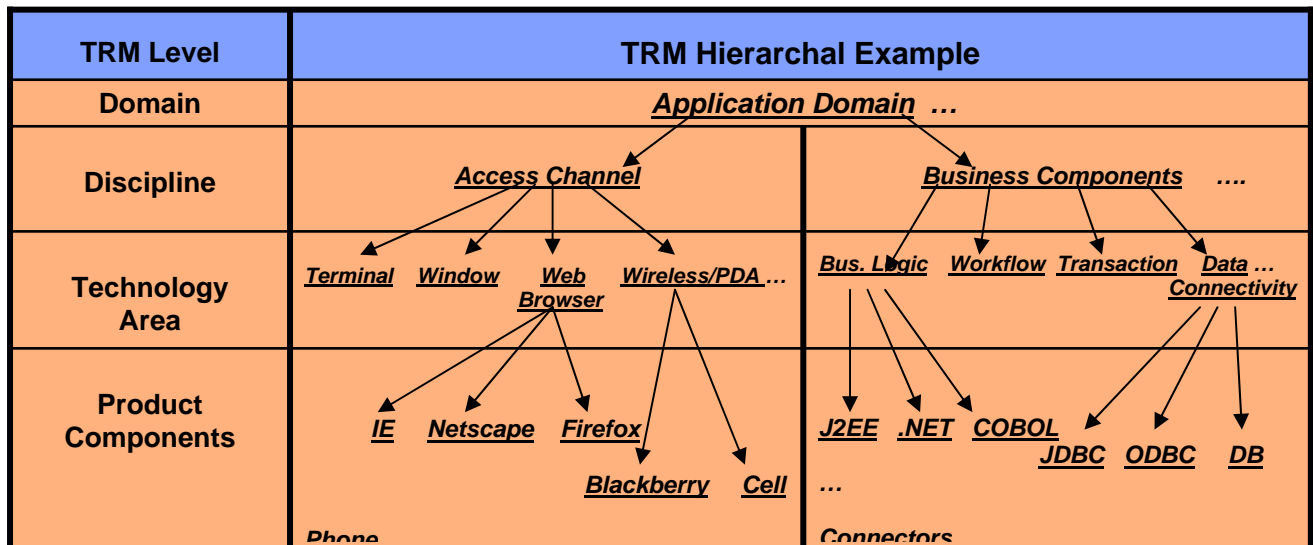 TRM Level
TRM Hierarchal Example
Domain
Application Domain …
Discipline
Access Channel
Business Components ….
Technology
Area
Terminal Window Web Wireless/PDA …
Browser
Bus. Logic Workflow Transaction Data …
Connectivity
Product
Components
IE Netscape Firefox
Blackberry Cell
Phone
J2EE .NET COBOL
JDBC ODBC DB
…
Connectors